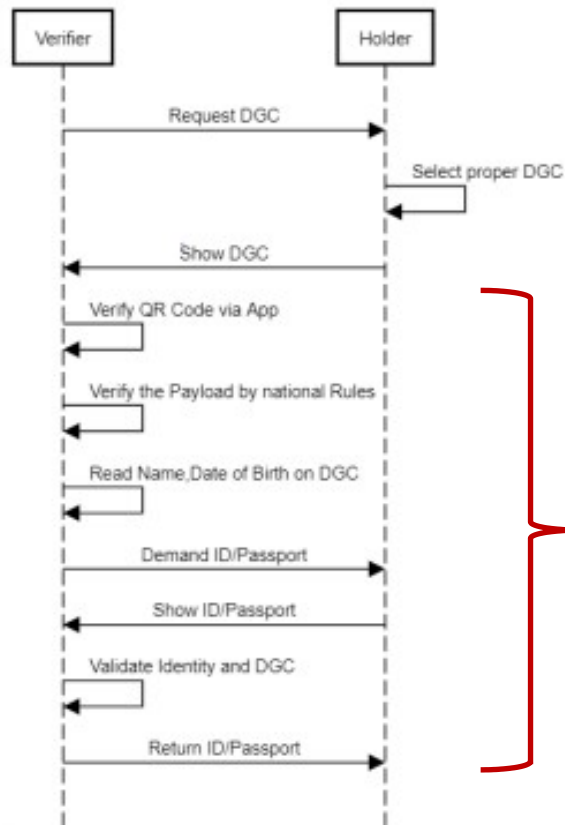 Verifier
Holder
Request DGC
Select proper DGC
Show DGC
Verify QR Code via App
Verify the Payload by national Rules
Read Name,Date of Birth on DGC
Demand ID/Passport
Show ID/Passport
Validate Identity and DGC
Return ID/Passport